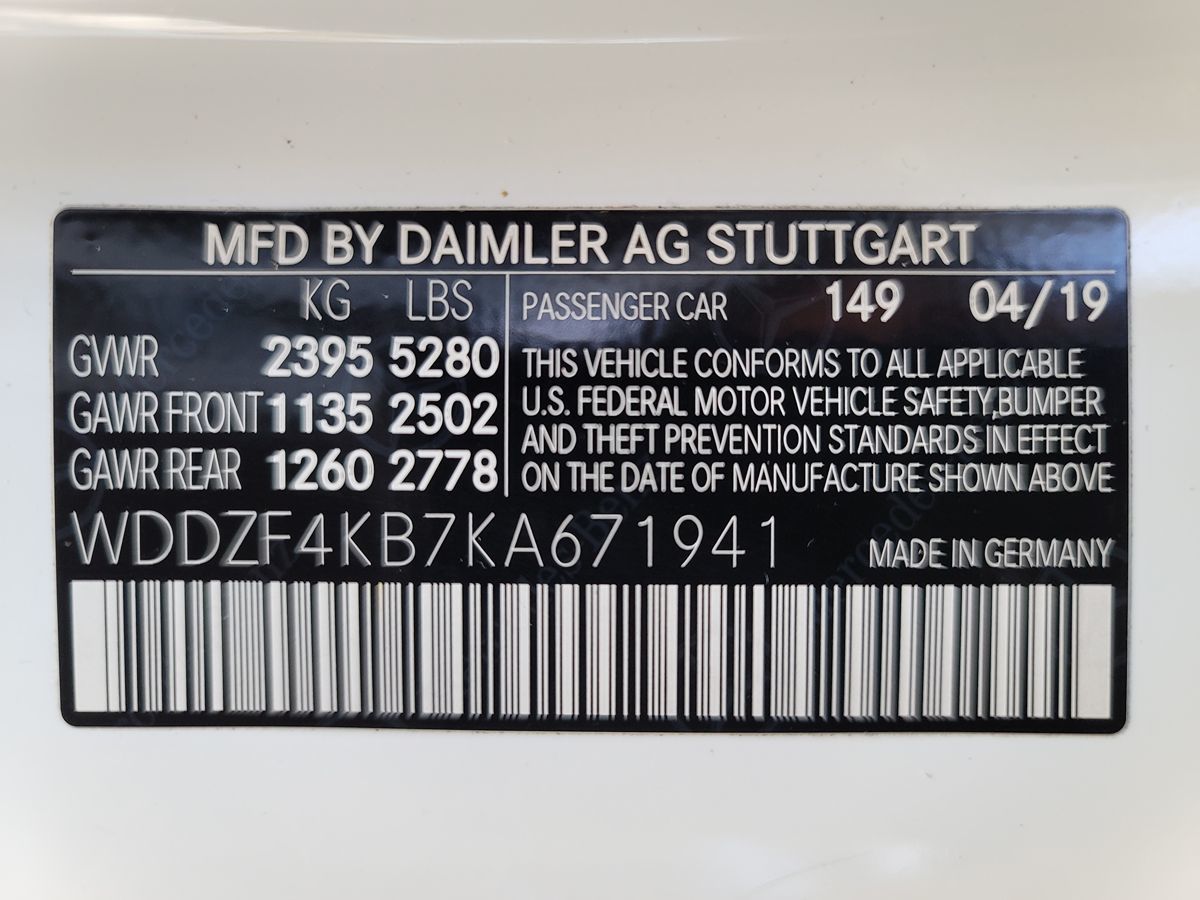 MFD BY DAIMLER AG STUTTGART
KG LBS
GVWR 2395 5280
GAWR FRONT 1135 2502
GAWR REAR 1260 2778
PASSENGER CAR 149 04/19
THIS VEHICLE CONFORMS TO ALL APPLICABLE
U.S. FEDERAL MOTOR VEHICLE SAFETY,BUMPER
AND THEFT PREVENTION STANDARDS IN EFFECT
ON THE DATE OF MANUFACTURE SHOWN ABOVE
WDDZF4KB7KA671941
MADE IN GERMANY